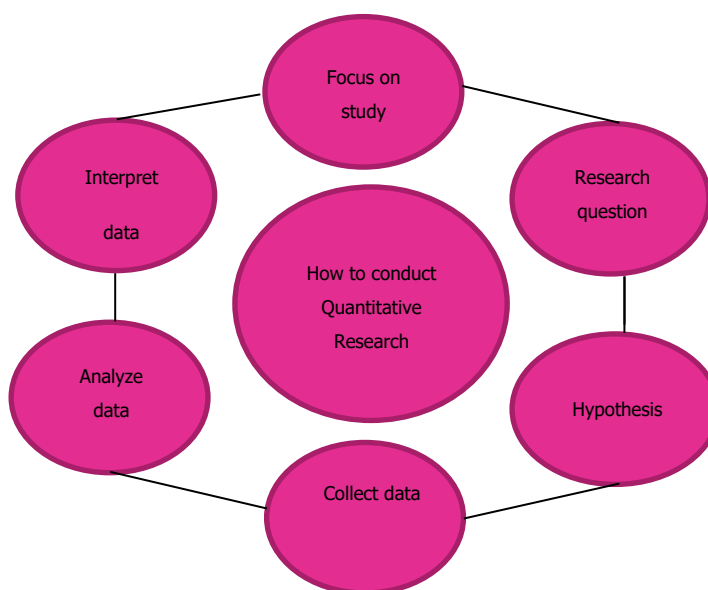 Focus on
study
Research
question
Hypothesis
Collect data
Analyze
data
Interpret
data
How to conduct
Quantitative
Research